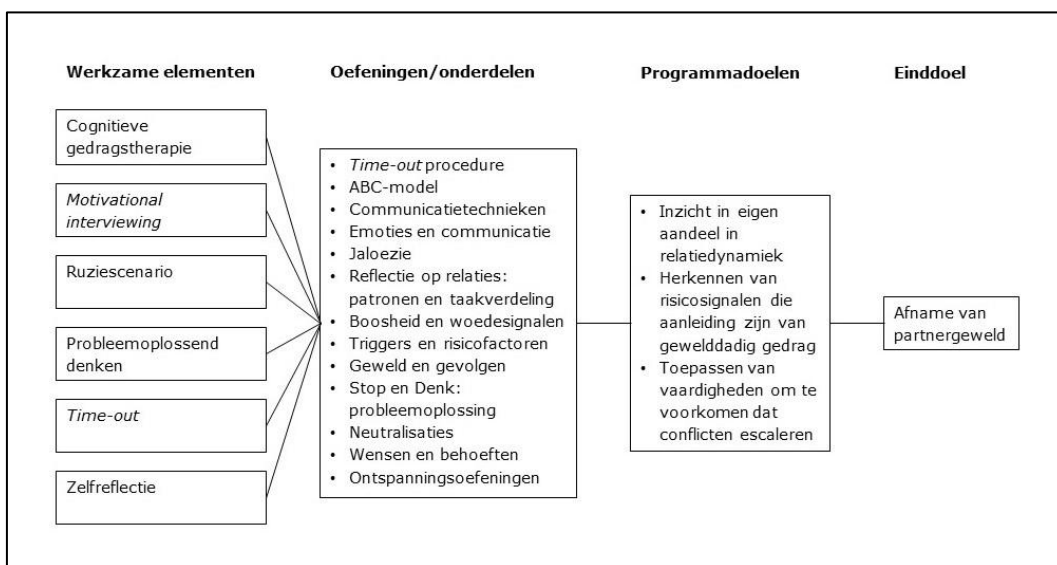 Werkzame elementen
Oefeningen/onderdelen
Programmadoelen
Einddoel
Cognitieve
gedragstherapie
Motivational
interviewing
Ruziescenario
Probleemoplossend
denken
Time-out
Zelfreflectie
• Time-out procedure
• ABC-model
• Communicatietechnieken
• Emoties en communicatie
• Jaloezie
• Reflectie op relaties:
patronen en taakverdeling
• Boosheid en woedesignalen
• Triggers en risicofactoren
• Geweld en gevolgen
• Stop en Denk:
probleemoplossing
• Neutralisaties
• Wensen en behoeften
• Ontspanningsoefeningen
• Inzicht in eigen
aandeel in
relatiedynamiek
• Herkennen van
risicosignalen die
aanleiding zijn van
gewelddadig gedrag
• Toepassen van
vaardigheden om te
voorkomen dat
conflicten escaleren
Afname van
partnergeweld